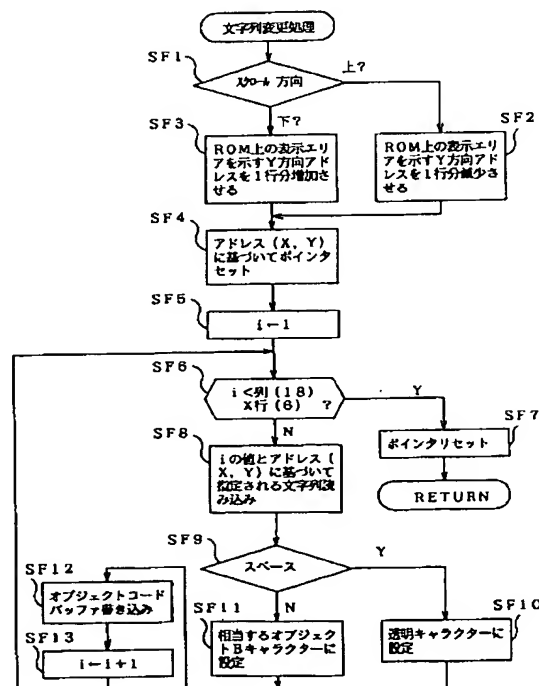 文字列変更処理
SF1
スクロール 方向
上?
下?
SF3
ROM上の表示エリ
アを示すY方向アド
レスを1行分増加さ
せる
SF2
ROM上の表示エリ
アを示すY方向アド
レスを1行分減少さ
せる
SF4
アドレス(X,Y)
に基づいてポインタ
セット
SF5
i←1
SF6
i<列(18)
X行(6) ?
Y
N
SF7
ポインタリセット
RETURN
SF8
iの値とアドレス(
X,Y)に基づいて
指定される文字列読
み込み
SF9
スペース
Y
N
SF12
オブジェクトコード
バッファ書き込み
SF11
相当するオブジェク
トBキャラクターに
設定
SF10
透明キャラクターに
設定
SF13
i←i+1